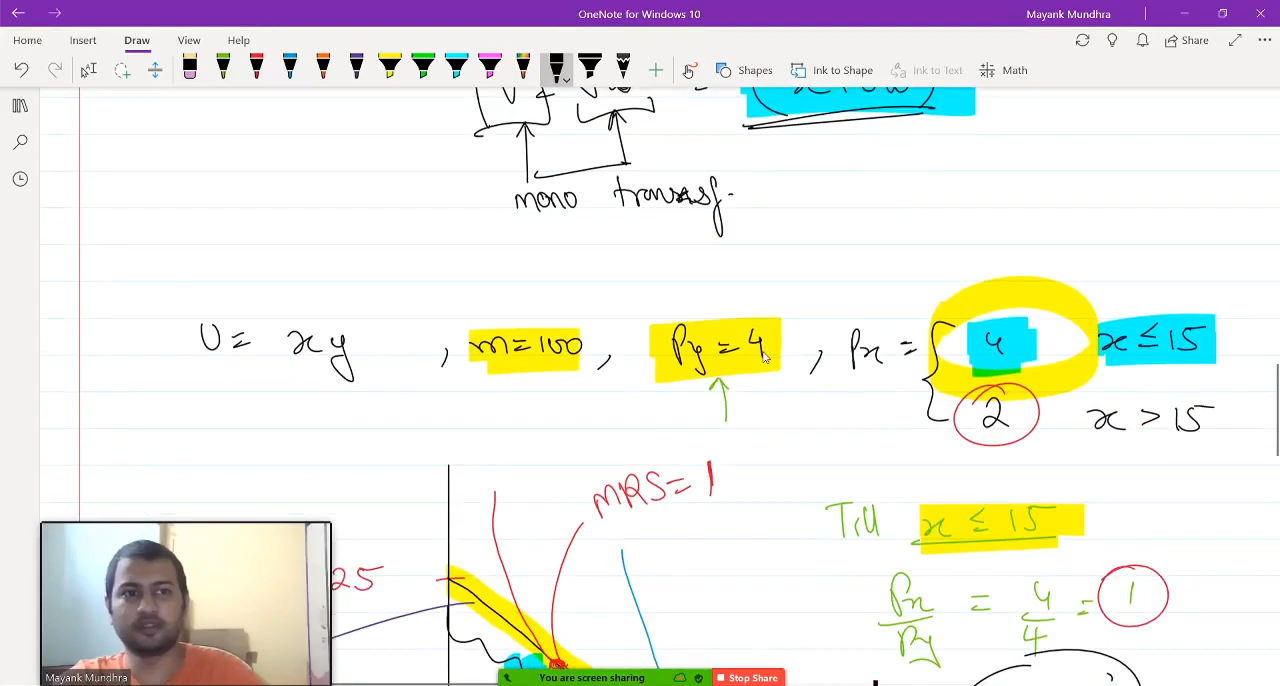 OneNote for Windows 10
Mayank Mundhra
Home Insert Draw View Help
Share
Shapes
Ink to Shape
Ink to Text
Math
mono transf.
U = xy , m=100 , Py = 4 , Px = { 4 x ≤ 15
2 x > 15
MRS = 1
Till x ≤ 15
25
Px/Py = 4/4 = 1
Mayank Mundhra
You are screen sharing
Stop Share